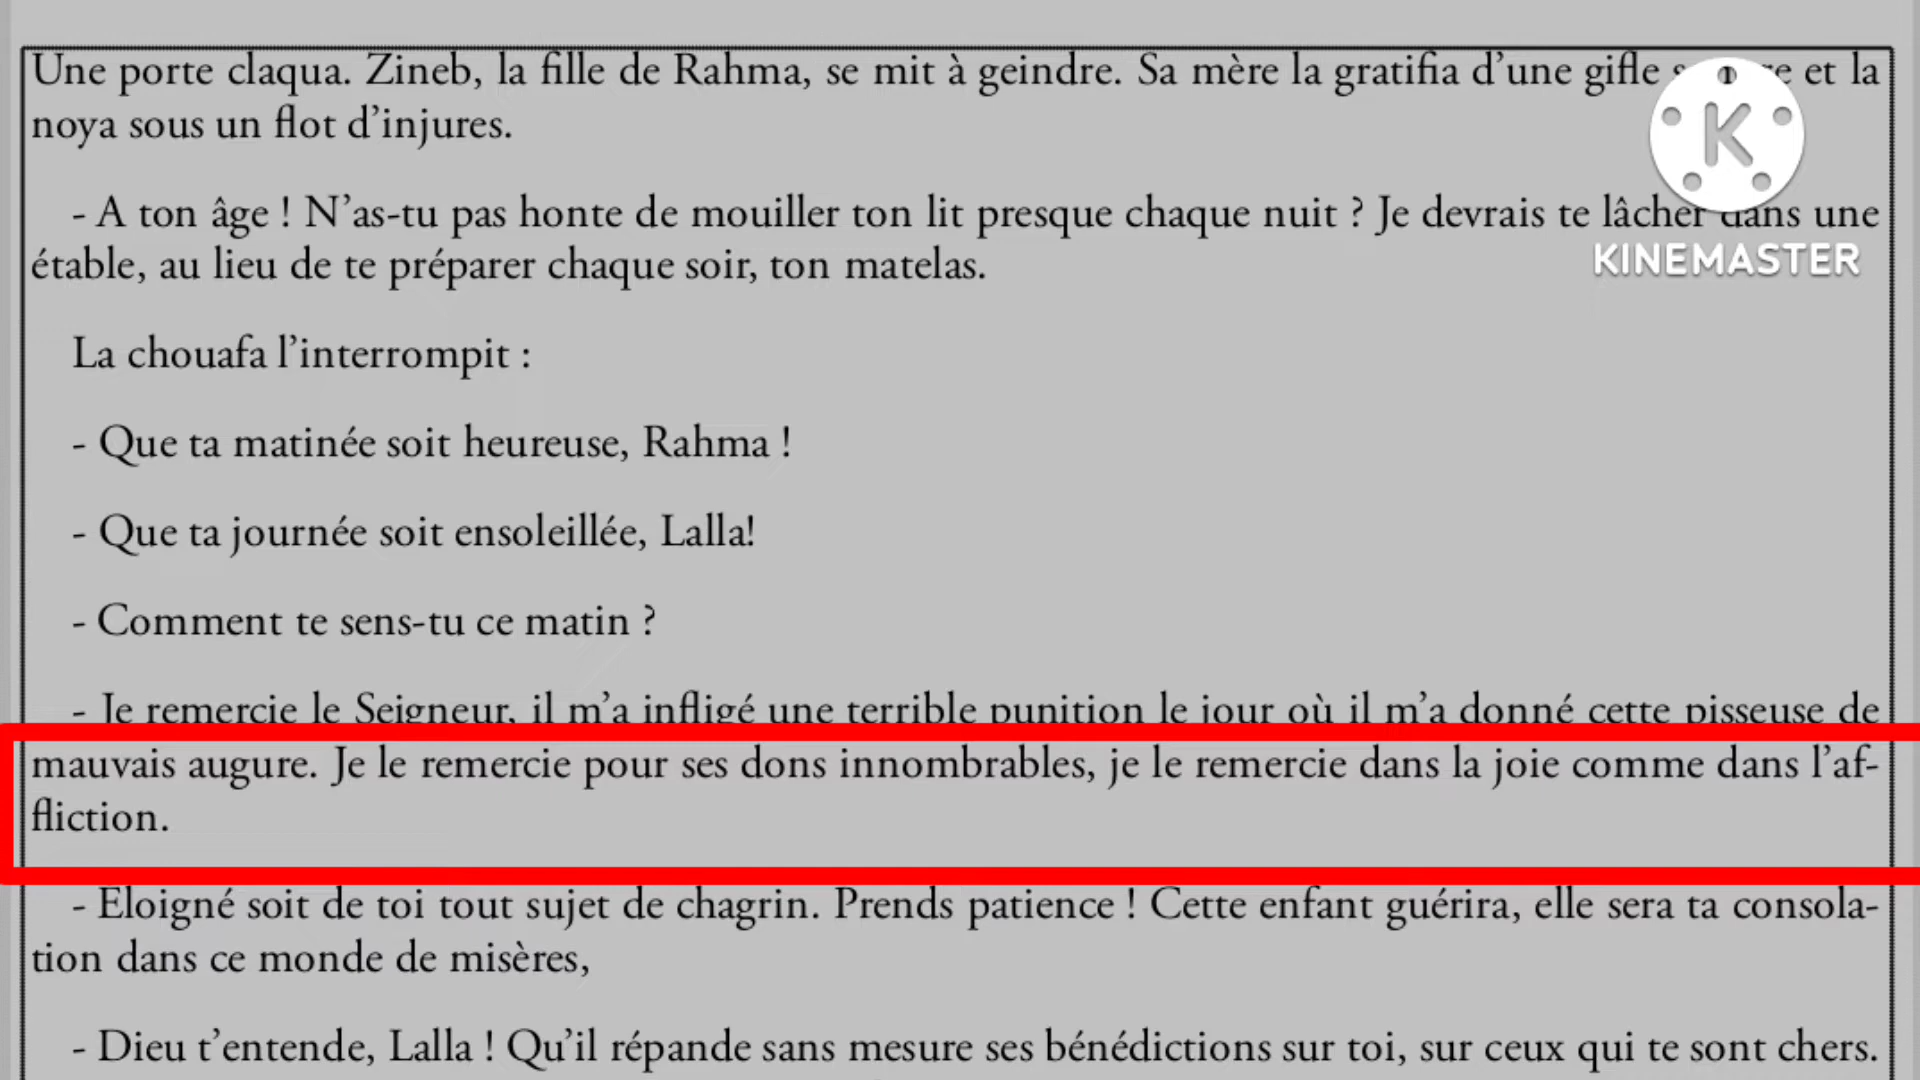 Une porte claqua. Zineb, la fille de Rahma, se mit à geindre. Sa mère la gratifia d’une gifle et la
noya sous un flot d’injures.
- A ton âge ! N’as-tu pas honte de mouiller ton lit presque chaque nuit ? Je devrais te lâcher dans une
étable, au lieu de te préparer chaque soir, ton matelas.
La chouafa l’interrompit :
- Que ta matinée soit heureuse, Rahma !
- Que ta journée soit ensoleillée, Lalla!
- Comment te sens-tu ce matin ?
- Je remercie le Seigneur, il m’a infligé une terrible punition le jour où il m’a donné cette pisseuse de
mauvais augure. Je le remercie pour ses dons innombrables, je le remercie dans la joie comme dans l’af-
fliction.
- Eloigné soit de toi tout sujet de chagrin. Prends patience ! Cette enfant guérira, elle sera ta consola-
tion dans ce monde de misères,
- Dieu t’entende, Lalla ! Qu’il répande sans mesure ses bénédictions sur toi, sur ceux qui te sont chers.
K
KINEMASTER